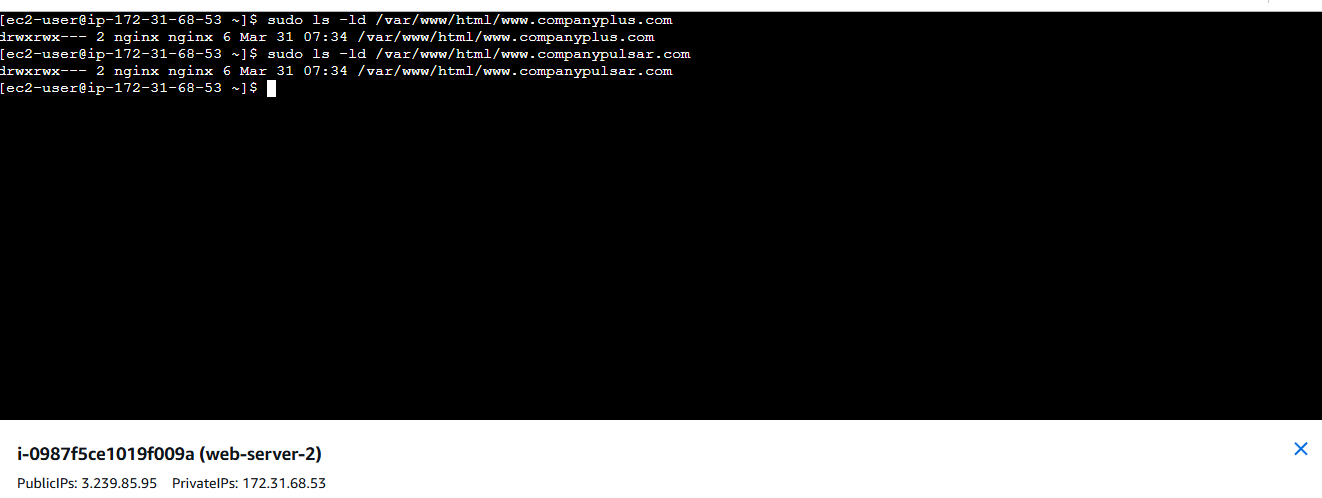 [ec2-user@ip-172-31-68-53 ~]$ sudo ls -ld /var/www/html/www.companyplus.com
drwxrwx--- 2 nginx nginx 6 Mar 31 07:34 /var/www/html/www.companyplus.com
[ec2-user@ip-172-31-68-53 ~]$ sudo ls -ld /var/www/html/www.companypulsar.com
drwxrwx--- 2 nginx nginx 6 Mar 31 07:34 /var/www/html/www.companypulsar.com
[ec2-user@ip-172-31-68-53 ~]$
i-0987f5ce1019f009a (web-server-2)
PublicIPs: 3.239.85.95 PrivateIPs: 172.31.68.53